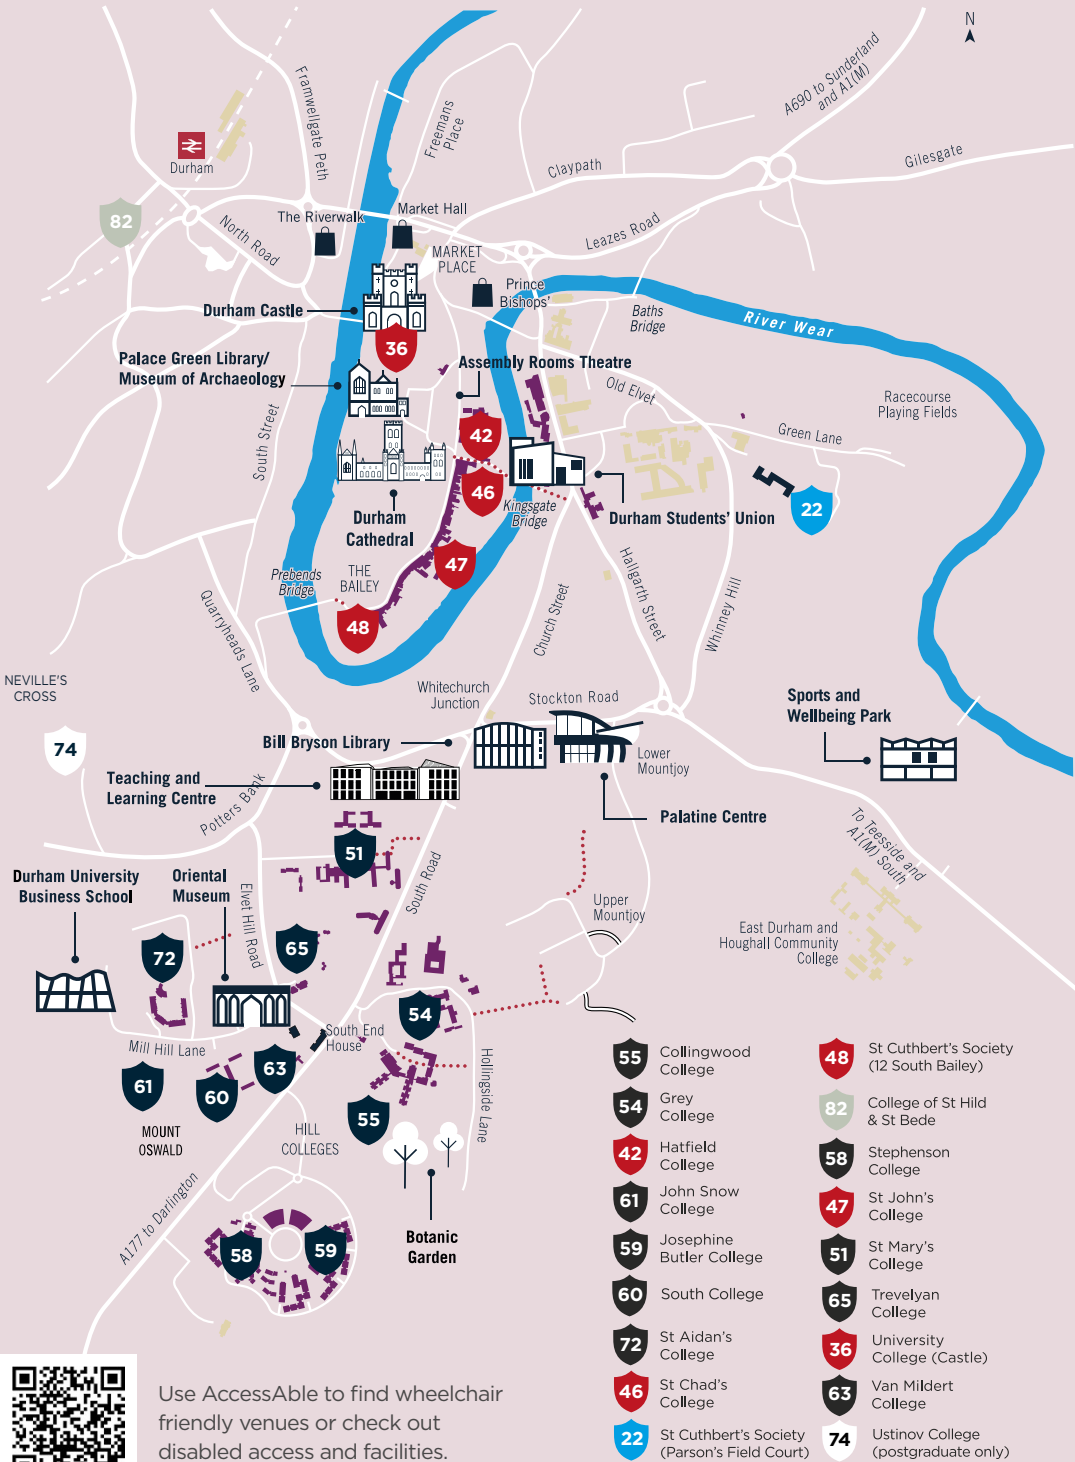 N
A690 to Sunderland
and A1(M)
Framwellgate Peth
Freemans
Place
Durham
Claypath
Gilesgate
82
North Road
The Riverwalk
Market Hall
Leazes Road
MARKET
PLACE
Prince
Bishops'
Durham Castle
Baths
Bridge
River Wear
36
Palace Green Library/
Museum of Archaeology
Assembly Rooms Theatre
Old Elvet
Racecourse
Playing Fields
South Street
42
Green Lane
46
Kingsgate
Bridge
22
Durham
Cathedral
Durham Students' Union
47
Prebends
Bridge
THE
BAILEY
Quarryheads Lane
48
Church Street
Hallgarth Street
Whinney Hill
NEVILLE'S
CROSS
Whitechurch
Junction
Stockton Road
Sports and
Wellbeing Park
74
Bill Bryson Library
Lower
Mountjoy
Teaching and
Learning Centre
Potters Bank
Palatine Centre
To Teesside and
A1(M) South
51
Durham University
Business School
Oriental
Museum
Elvet Hill Road
South Road
Upper
Mountjoy
East Durham and
Houghall Community
College
72
65
54
Mill Hill Lane
South End
House
Hollingside Lane
61
60
63
55
MOUNT
OSWALD
HILL
COLLEGES
A177 to Darlington
Botanic
Garden
58
59
55 Collingwood
College
54 Grey
College
42 Hatfield
College
61 John Snow
College
59 Josephine
Butler College
60 South College
72 St Aidan's
College
46 St Chad's
College
22 St Cuthbert's Society
(Parson's Field Court)
48 St Cuthbert's Society
(12 South Bailey)
82 College of St Hild
& St Bede
58 Stephenson
College
47 St John's
College
51 St Mary's
College
65 Trevelyan
College
36 University
College (Castle)
63 Van Mildert
College
74 Ustinov College
(postgraduate only)
Use AccessAble to find wheelchair
friendly venues or check out
disabled access and facilities.